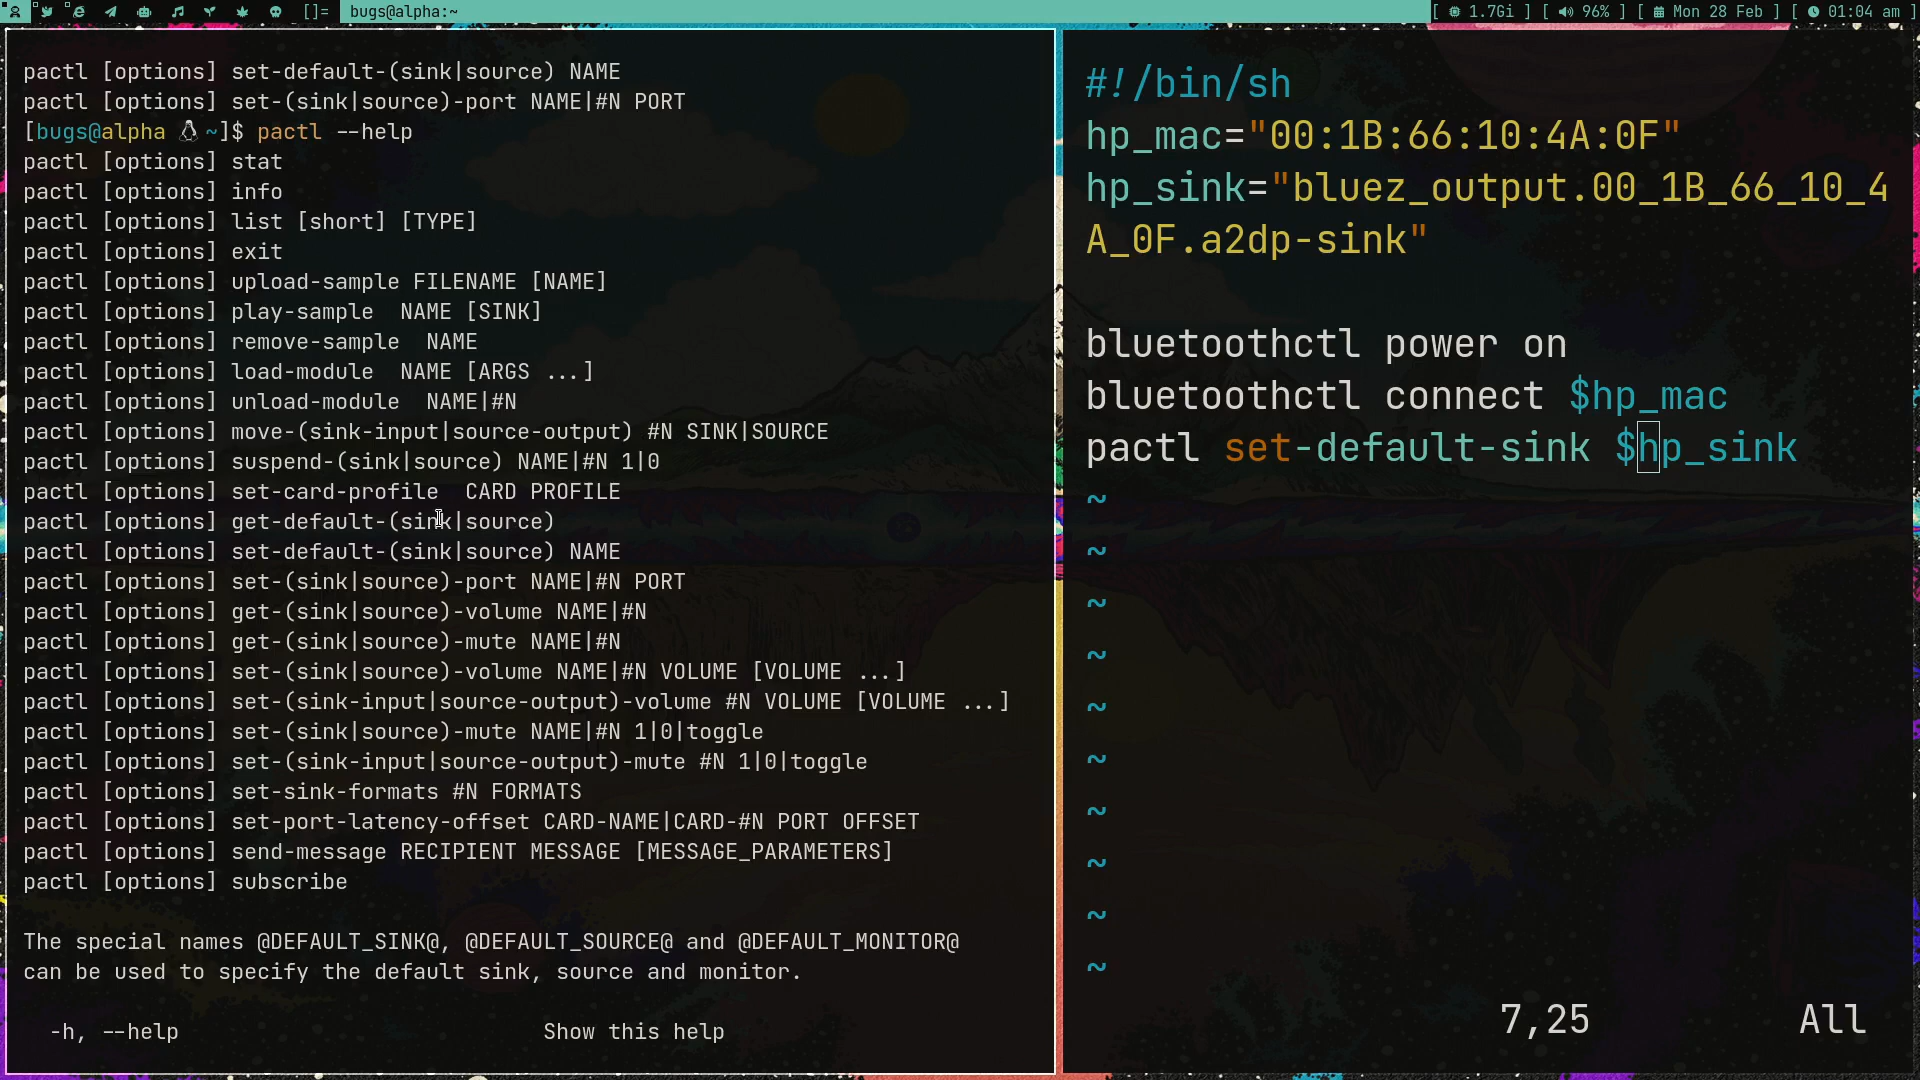 []= bugs@alpha:~ [ 1.7Gi ] [ 96% ] [ Mon 28 Feb ] [ 01:04 am ]
pactl [options] set-default-(sink|source) NAME
pactl [options] set-(sink|source)-port NAME|#N PORT
[bugs@alpha ~]$ pactl --help
pactl [options] stat
pactl [options] info
pactl [options] list [short] [TYPE]
pactl [options] exit
pactl [options] upload-sample FILENAME [NAME]
pactl [options] play-sample  NAME [SINK]
pactl [options] remove-sample  NAME
pactl [options] load-module  NAME [ARGS ...]
pactl [options] unload-module  NAME|#N
pactl [options] move-(sink-input|source-output) #N SINK|SOURCE
pactl [options] suspend-(sink|source) NAME|#N 1|0
pactl [options] set-card-profile  CARD PROFILE
pactl [options] get-default-(sink|source)
pactl [options] set-default-(sink|source) NAME
pactl [options] set-(sink|source)-port NAME|#N PORT
pactl [options] get-(sink|source)-volume NAME|#N
pactl [options] get-(sink|source)-mute NAME|#N
pactl [options] set-(sink|source)-volume NAME|#N VOLUME [VOLUME ...]
pactl [options] set-(sink-input|source-output)-volume #N VOLUME [VOLUME ...]
pactl [options] set-(sink|source)-mute NAME|#N 1|0|toggle
pactl [options] set-(sink-input|source-output)-mute #N 1|0|toggle
pactl [options] set-sink-formats #N FORMATS
pactl [options] set-port-latency-offset CARD-NAME|CARD-#N PORT OFFSET
pactl [options] send-message RECIPIENT MESSAGE [MESSAGE_PARAMETERS]
pactl [options] subscribe
The special names @DEFAULT_SINK@, @DEFAULT_SOURCE@ and @DEFAULT_MONITOR@
can be used to specify the default sink, source and monitor.
-h, --help Show this help
#!/bin/sh
hp_mac="00:1B:66:10:4A:0F"
hp_sink="bluez_output.00_1B_66_10_4
A_0F.a2dp-sink"
bluetoothctl power on
bluetoothctl connect $hp_mac
pactl set-default-sink $hp_sink
~
~
~
~
~
~
~
~
~
~
7,25 All